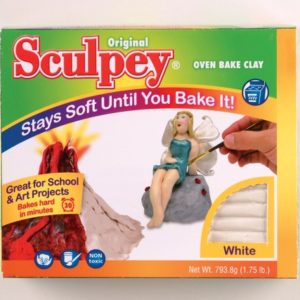 Original
Sculpey®
OVEN BAKE CLAY
Stays Soft Until You Bake It!
Great for School
& Art Projects
Bakes hard
in minutes
30
NON
toxic
White
Net Wt. 793.8g (1.75 lb.)